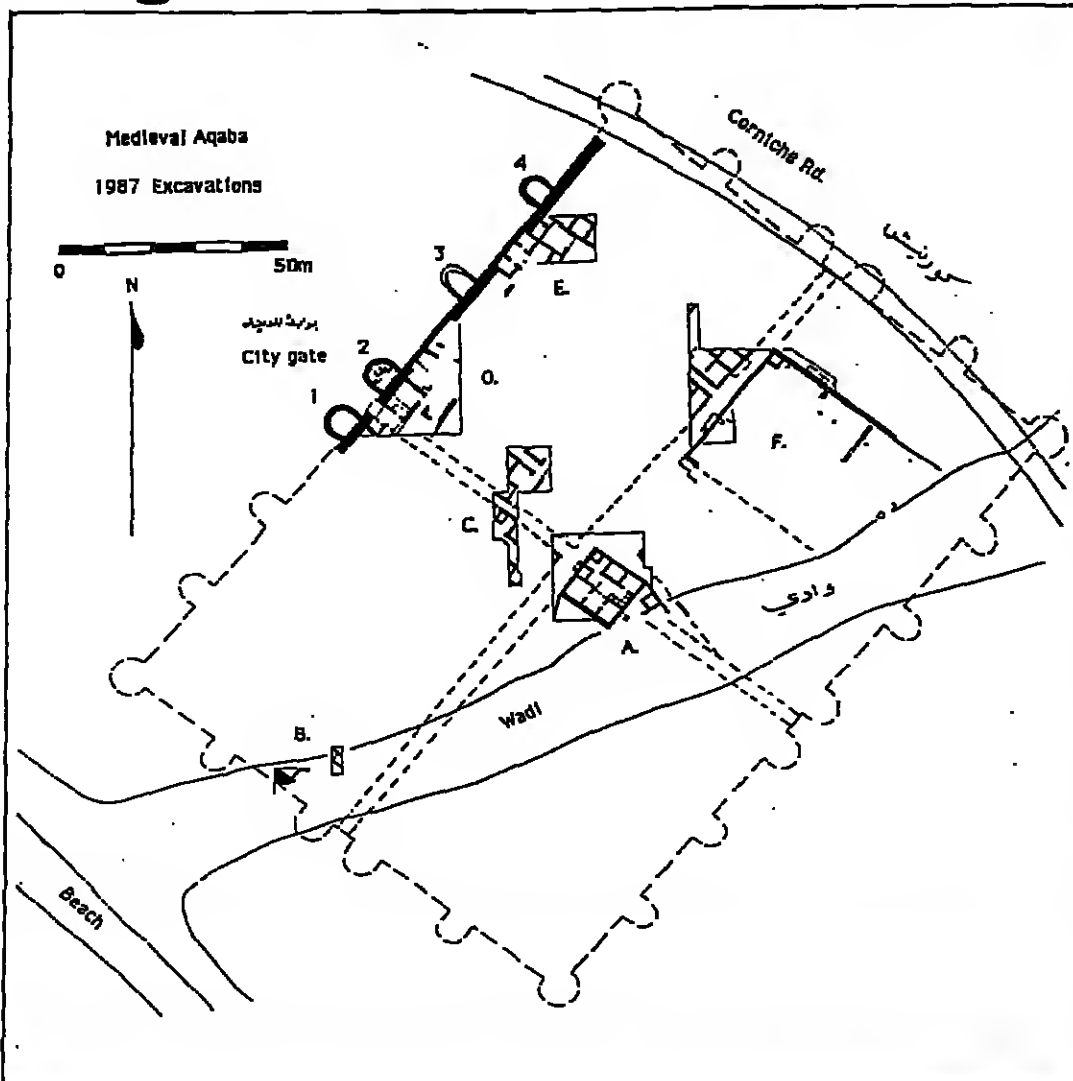 Medieval Aqaba
1987 Excavations
0 50m
N
City gate
1
2
3
4
E.
O.
C.
F.
A.
B.
Corniche Rd.
كورنيش
وادي
Wadi
Beach